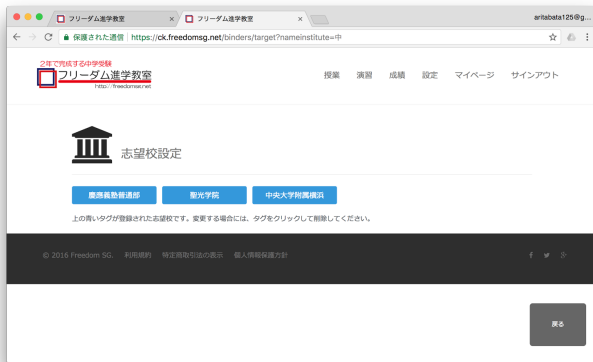 フリーダム進学教室
フリーダム進学教室
aritabata125@g...
保護された通信 | https://ck.freedomsg.net/binders/target?nameinstitute=中
2年で完成する中学受験
フリーダム進学教室
http://freedomsg.net
授業 演習 成績 設定 マイページ サインアウト
志望校設定
慶應義塾普通部 聖光学院 中央大学附属横浜
上の青いタグが登録された志望校です。変更する場合には、タグをクリックして削除してください。
© 2016 Freedom SG. 利用規約 特定商取引法の表示 個人情報保護方針
戻る